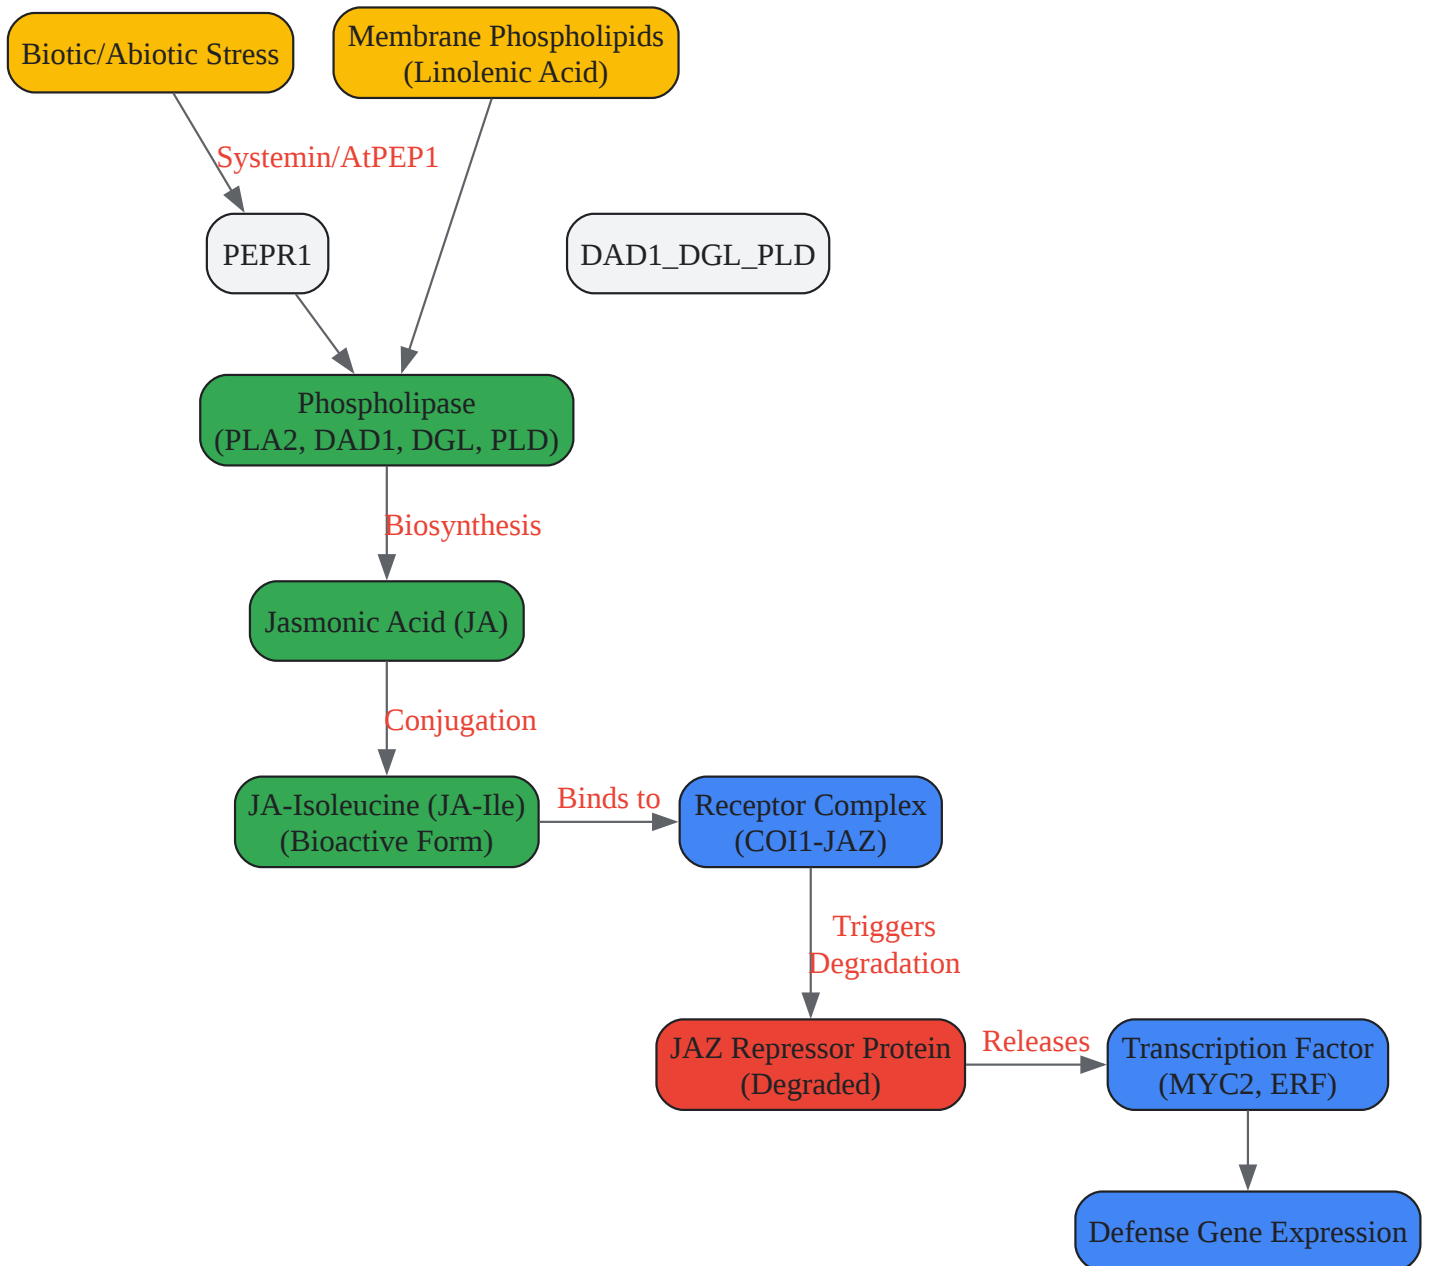 Biotic/Abiotic Stress
Membrane Phospholipids
(Linolenic Acid)
Systemin/AtPEP1
PEPR1
DAD1_DGL_PLD
Phospholipase
(PLA2, DAD1, DGL, PLD)
Biosynthesis
Jasmonic Acid (JA)
Conjugation
JA-Isoleucine (JA-Ile)
(Bioactive Form)
Binds to
Receptor Complex
(COI1-JAZ)
Triggers
Degradation
JAZ Repressor Protein
(Degraded)
Releases
Transcription Factor
(MYC2, ERF)
Defense Gene Expression